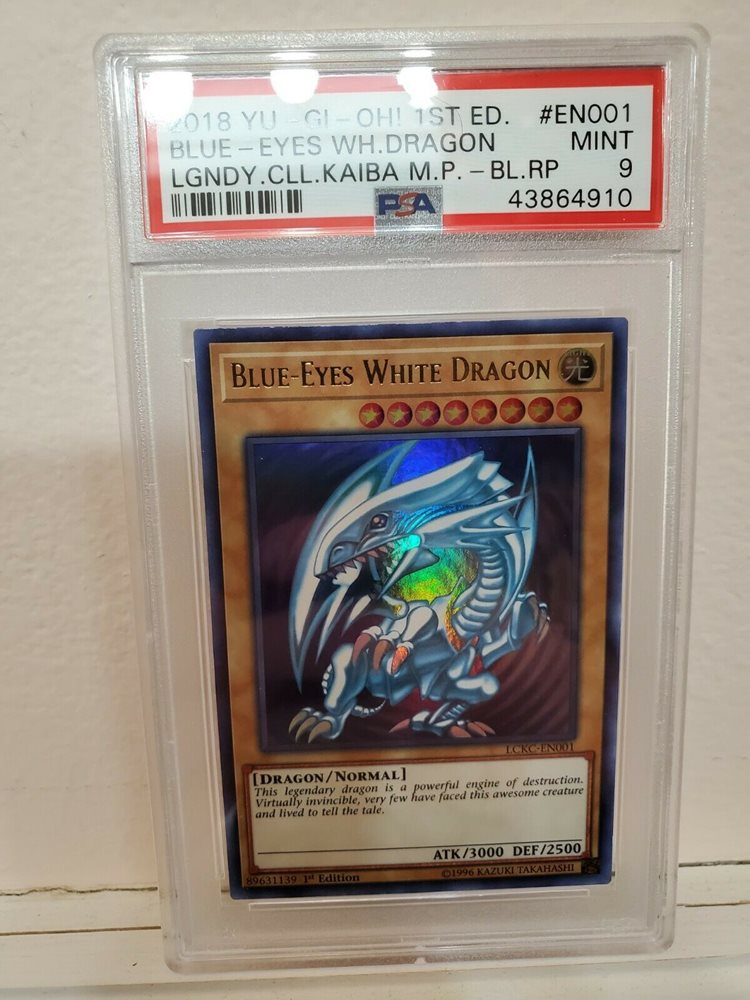 2018 YU-GI-OH! 1ST ED. #EN001
BLUE-EYES WH.DRAGON MINT
LGNDY.CLL.KAIBA M.P.-BL.RP 9
PSA 43864910
BLUE-EYES WHITE DRAGON
LIGHT
光
LCKC-EN001
[DRAGON/NORMAL]
This legendary dragon is a powerful engine of destruction.
Virtually invincible, very few have faced this awesome creature
and lived to tell the tale.
ATK/3000 DEF/2500
89631139 1st Edition ©1996 KAZUKI TAKAHASHI